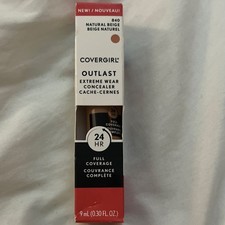 NEW! / NOUVEAU!
840
NATURAL BEIGE
BEIGE NATUREL
COVERGIRL
OUTLAST
EXTREME WEAR
CONCEALER
CACHE-CERNES
24
HR
FULL
COVERAGE
COUVRANCE
COMPLÈTE
9 mL (0.30 FL. OZ.)